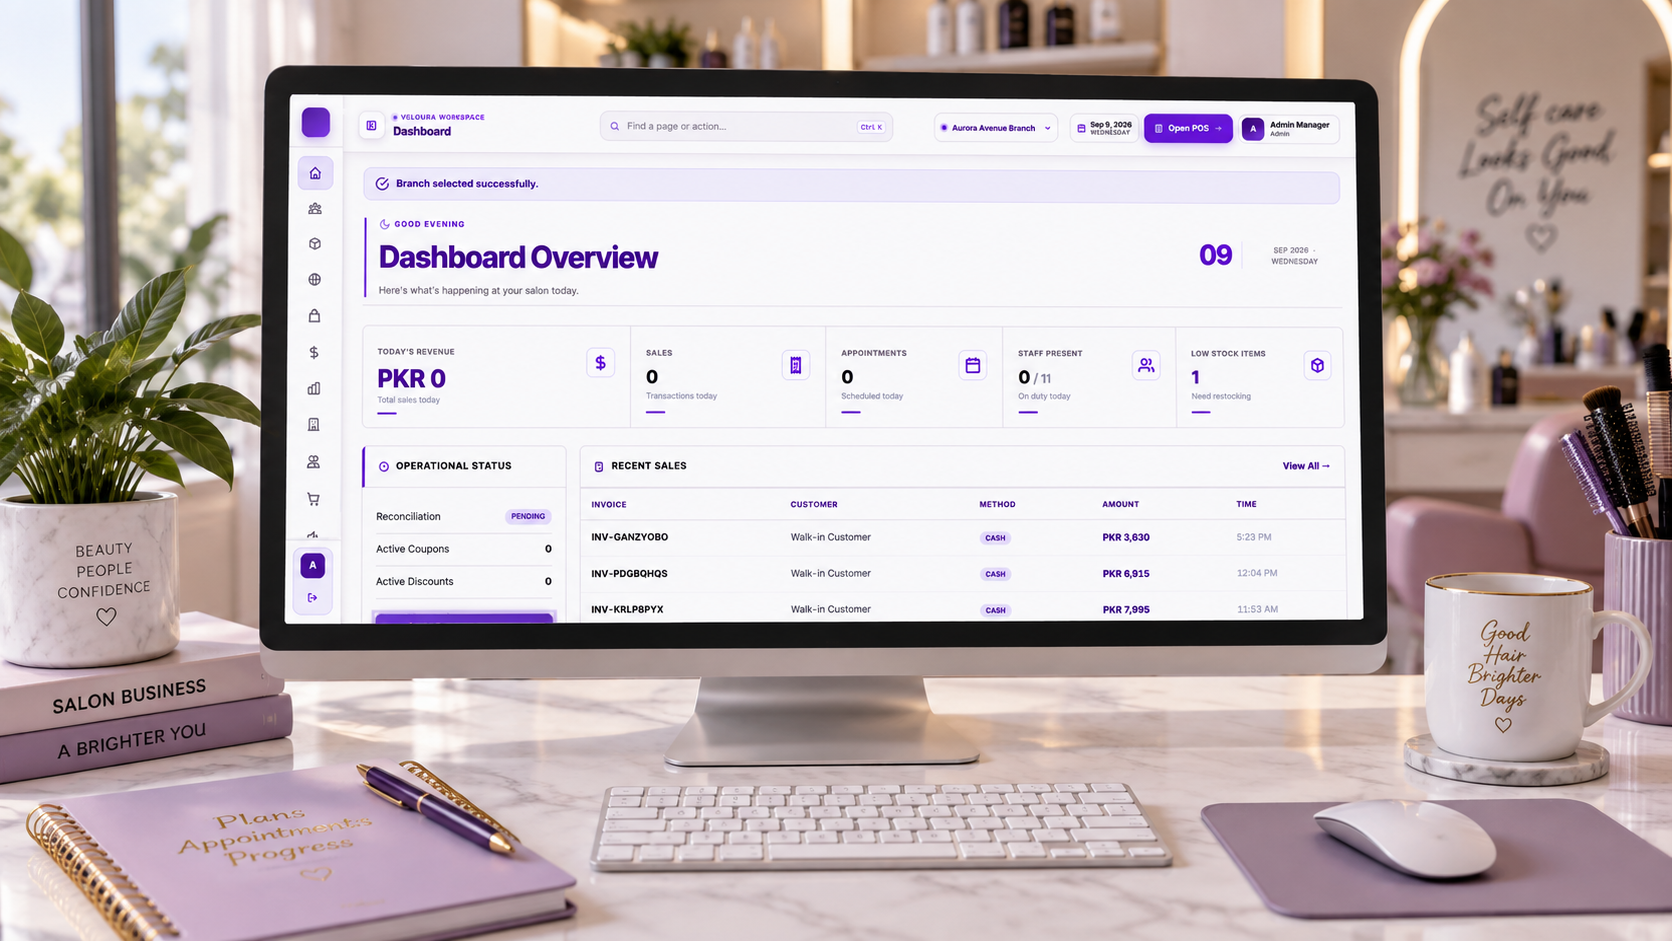 VELOURA WORKSPACE
Dashboard
Find a page or action...
Ctrl K
Aurora Avenue Branch
Sep 9, 2026
WEDNESDAY
Open POS →
A
Admin Manager
Admin
Branch selected successfully.
GOOD EVENING
Dashboard Overview
Here's what's happening at your salon today.
09
SEP 2026 ·
WEDNESDAY
TODAY'S REVENUE
PKR 0
Total sales today
$
SALES
0
Transactions today
APPOINTMENTS
0
Scheduled today
STAFF PRESENT
0 / 11
On duty today
LOW STOCK ITEMS
1
Need restocking
OPERATIONAL STATUS
Reconciliation PENDING
Active Coupons 0
Active Discounts 0
RECENT SALES
View All →
INVOICE CUSTOMER METHOD AMOUNT TIME
INV-GANZYOBO Walk-in Customer CASH PKR 3,630 5:23 PM
INV-PDGBQHQS Walk-in Customer CASH PKR 6,915 12:04 PM
INV-KRLP8PYX Walk-in Customer CASH PKR 7,995 11:53 AM
A
Self care
Looks Good
On You
BEAUTY
PEOPLE
CONFIDENCE
SALON BUSINESS
A BRIGHTER YOU
Plans
Appointments
Progress
Good
Hair
Brighter
Days